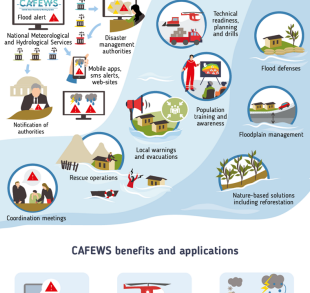 CAFEWS
Flood alert
National Meteorological
and Hydrological Services
Disaster
management
authorities
Mobile apps,
sms alerts,
web-sites
Notification of
authorities
Technical
readiness,
planning
and drills
Flood defenses
Population
training and
awareness
Floodplain management
Local warnings
and evacuations
Rescue operations
Nature-based solutions
including reforestation
Coordination meetings
CAFEWS benefits and applications